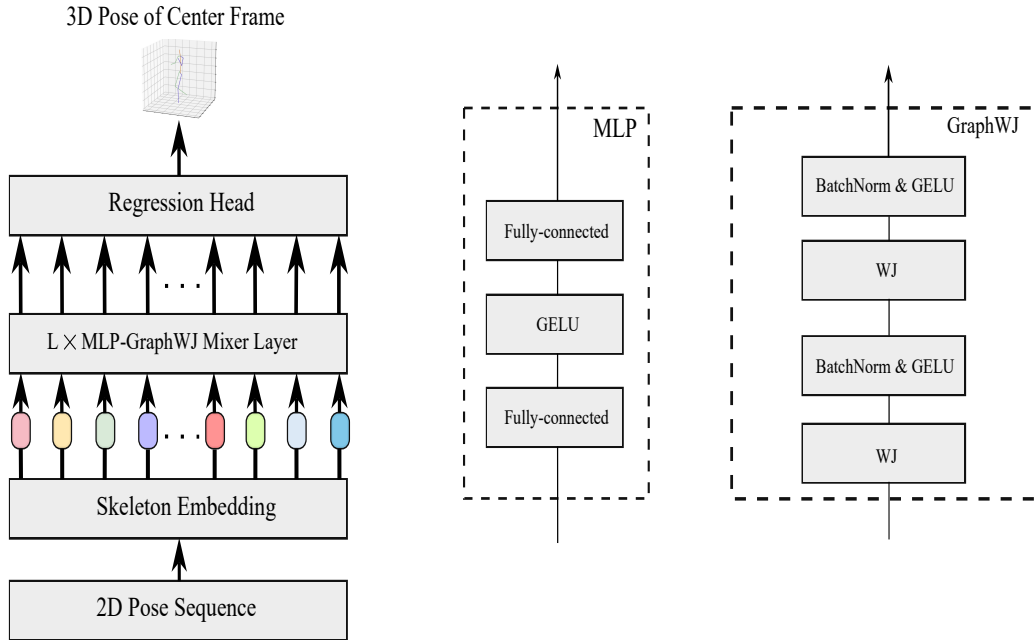 3D Pose of Center Frame
Regression Head
. . .
L × MLP-GraphWJ Mixer Layer
. . .
Skeleton Embedding
2D Pose Sequence
MLP
Fully-connected
GELU
Fully-connected
GraphWJ
BatchNorm & GELU
WJ
BatchNorm & GELU
WJ